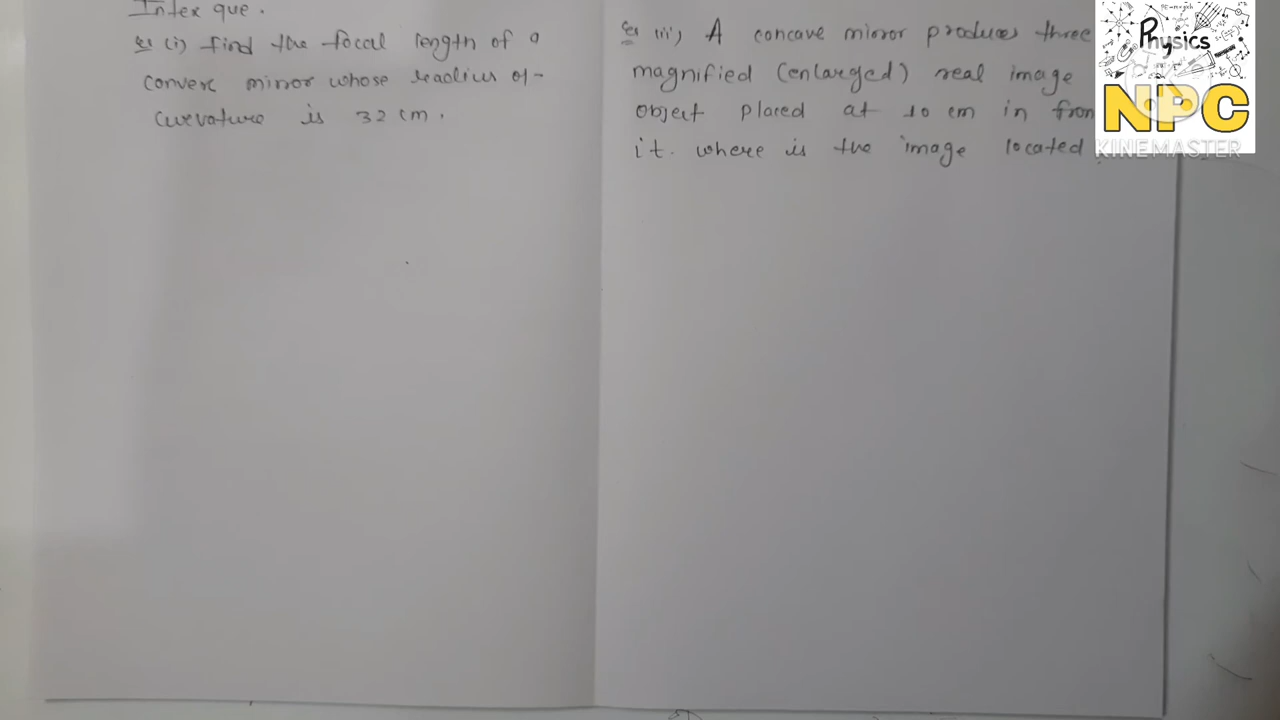 Intex que.
Q (i) find the focal length of a
convex mirror whose readius of-
curvature is 32 cm.
Q (ii) A concave mirror produces three
magnified (enlarged) real image
object placed at 10 cm in fron
it. where is the image located
Physics
NPC
KINEMASTER